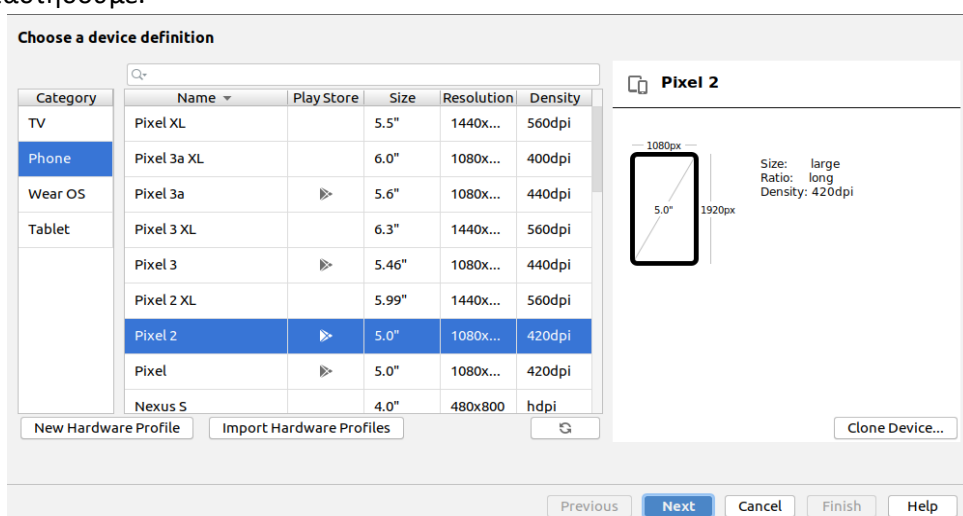 Choose a device definition
Category
TV
Phone
Wear OS
Tablet
Name Play Store Size Resolution Density
Pixel XL 5.5" 1440x... 560dpi
Pixel 3a XL 6.0" 1080x... 400dpi
Pixel 3a 5.6" 1080x... 440dpi
Pixel 3 XL 6.3" 1440x... 560dpi
Pixel 3 5.46" 1080x... 440dpi
Pixel 2 XL 5.99" 1440x... 560dpi
Pixel 2 5.0" 1080x... 420dpi
Pixel 5.0" 1080x... 420dpi
Nexus S 4.0" 480x800 hdpi
New Hardware Profile Import Hardware Profiles
Pixel 2
1080px
5.0" 1920px
Size: large
Ratio: long
Density: 420dpi
Clone Device...
Previous Next Cancel Finish Help